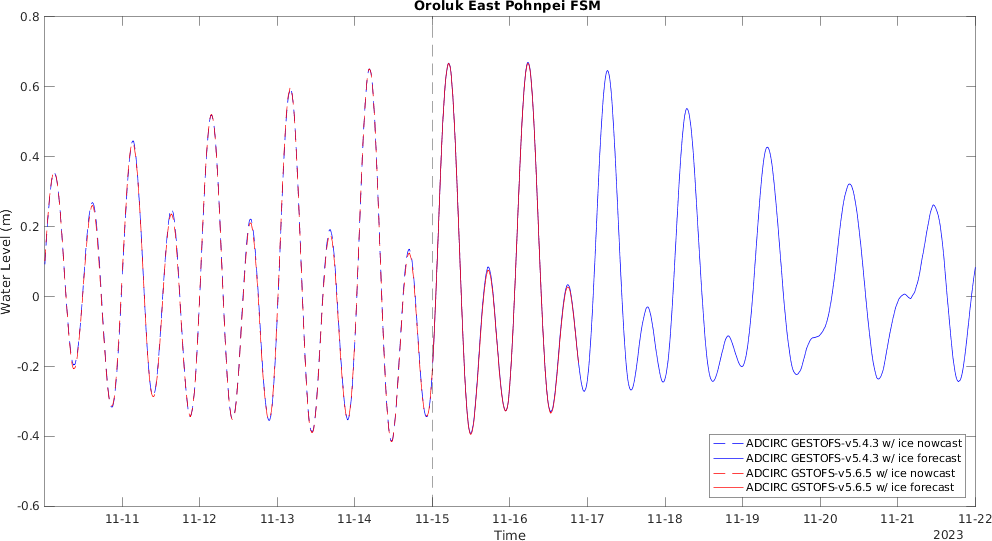 Oroluk East Pohnpei FSM
0.8
0.6
0.4
0.2
0
-0.2
-0.4
-0.6
Water Level (m)
ADCIRC GESTOFS-v5.4.3 w/ ice nowcast
ADCIRC GESTOFS-v5.4.3 w/ ice forecast
ADCIRC GSTOFS-v5.6.5 w/ ice nowcast
ADCIRC GSTOFS-v5.6.5 w/ ice forecast
11-11 11-12 11-13 11-14 11-15 11-16 11-17 11-18 11-19 11-20 11-21 11-22
Time
2023